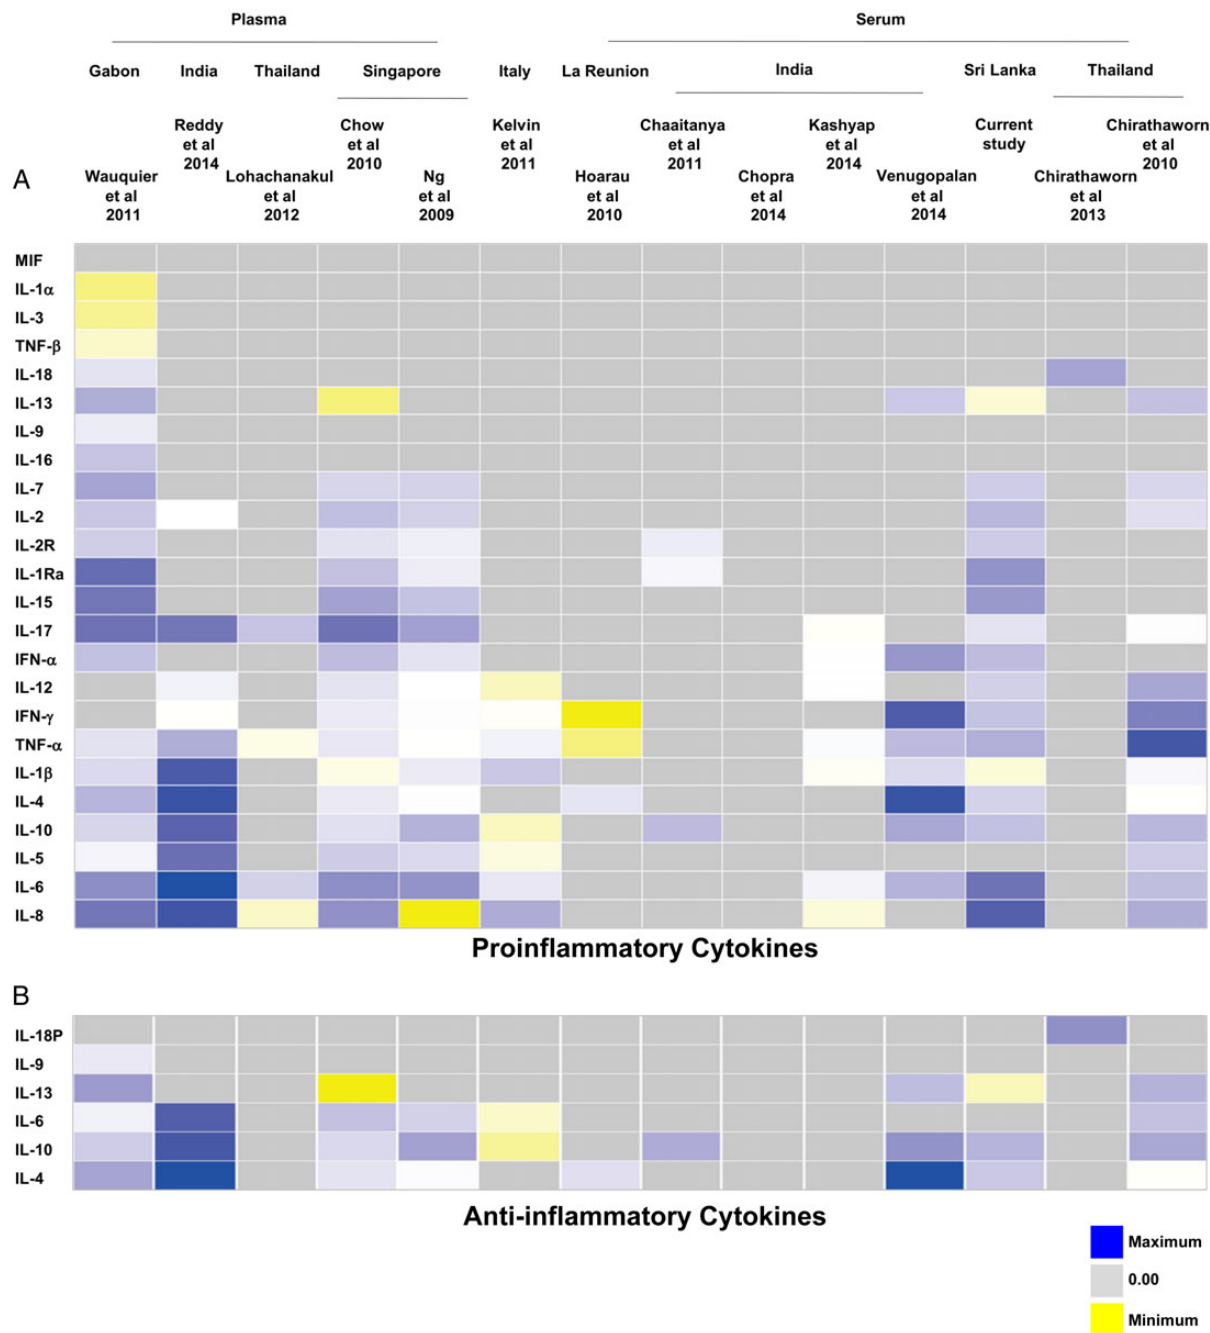 Plasma Serum
Gabon India Thailand Singapore Italy La Reunion India Sri Lanka Thailand
Reddy et al 2014
Chow et al 2010
Kelvin et al 2011
Chaaitanya et al 2011
Kashyap et al 2014
Current study
Chirathaworn et al 2010
A
Wauquier et al 2011
Lohachanakul et al 2012
Ng et al 2009
Hoarau et al 2010
Chopra et al 2014
Venugopalan et al 2014
Chirathaworn et al 2013
MIF
IL-1α
IL-3
TNF-β
IL-18
IL-13
IL-9
IL-16
IL-7
IL-2
IL-2R
IL-1Ra
IL-15
IL-17
IFN-α
IL-12
IFN-γ
TNF-α
IL-1β
IL-4
IL-10
IL-5
IL-6
IL-8
Proinflammatory Cytokines
B
IL-18P
IL-9
IL-13
IL-6
IL-10
IL-4
Anti-inflammatory Cytokines
Maximum
0.00
Minimum